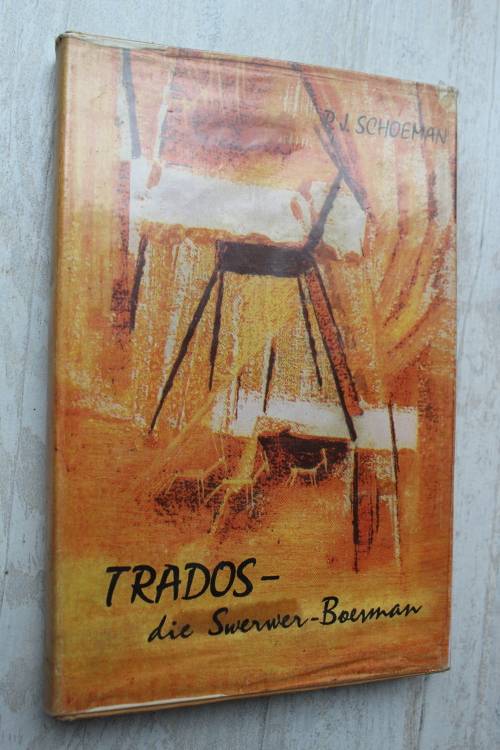 P.J. SCHOEMAN
TRADOS-
die Swerwer-Boesman